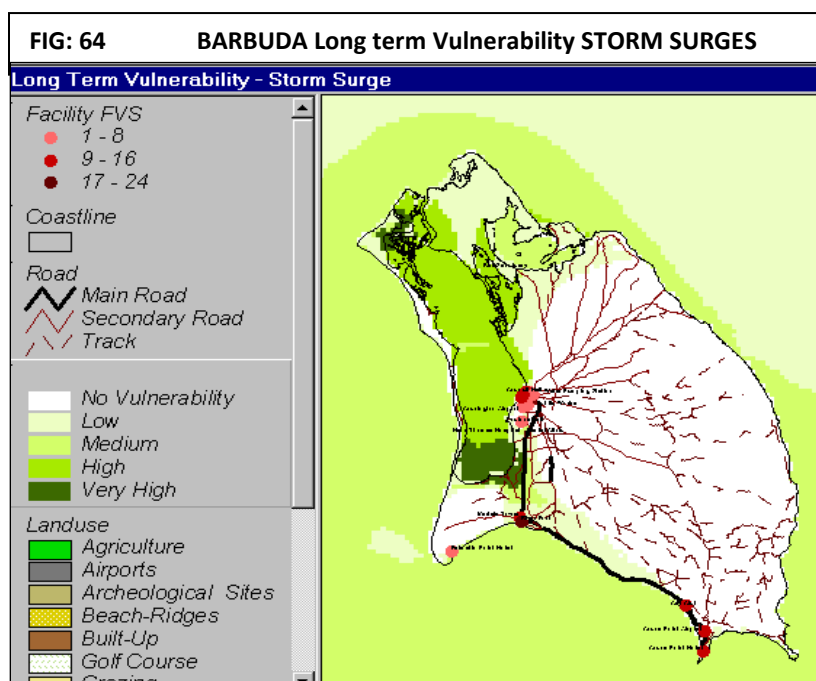 FIG: 64 BARBUDA Long term Vulnerability STORM SURGES
Long Term Vulnerability - Storm Surge
Facility FVS
1 - 8
9 - 16
17 - 24
Coastline
Road
Main Road
Secondary Road
Track
No Vulnerability
Low
Medium
High
Very High
Landuse
Agriculture
Airports
Archeological Sites
Beach-Ridges
Built-Up
Golf Course
Grazing